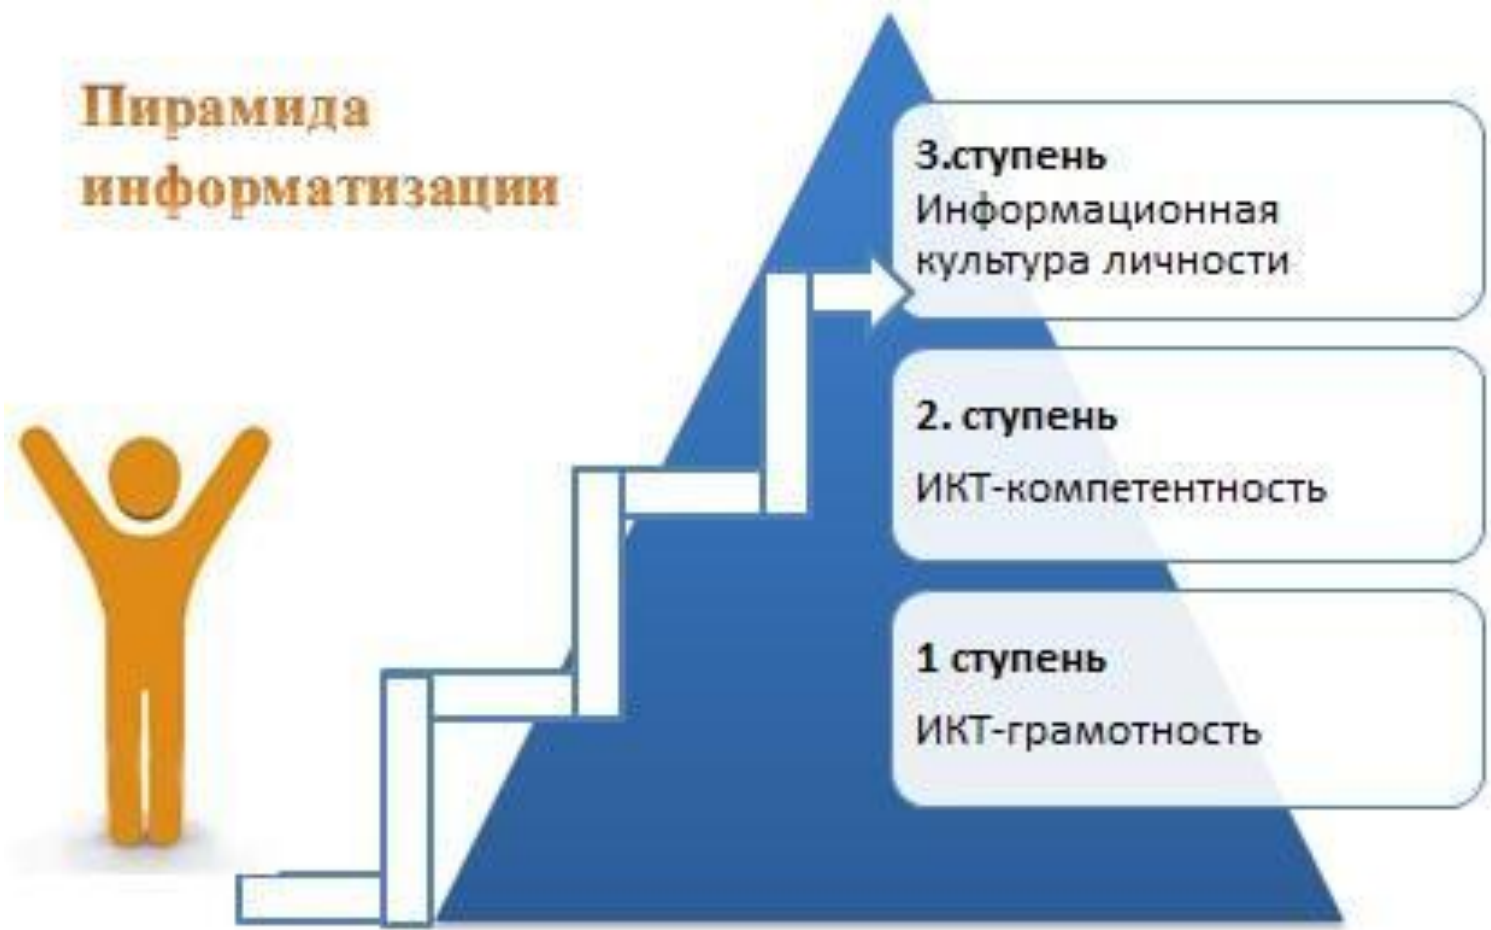 Пирамида
информатизации
3.ступень
Информационная
культура личности
2. ступень
ИКТ-компетентность
1 ступень
ИКТ-грамотность